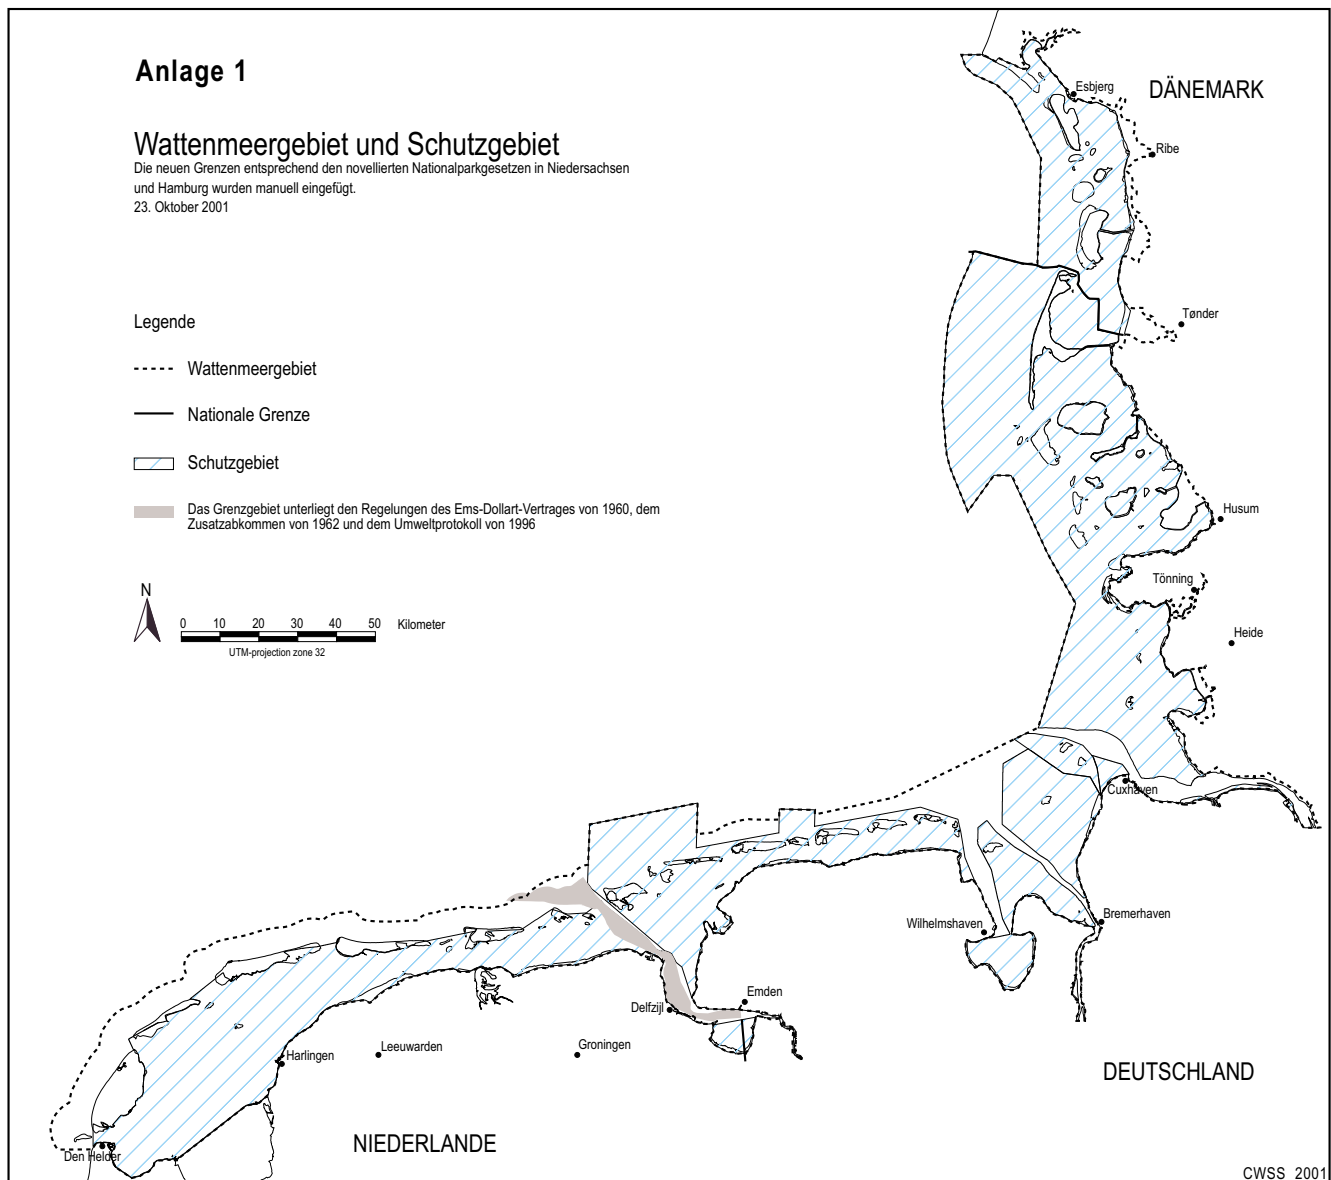 Anlage 1
Wattenmeergebiet und Schutzgebiet
Die neuen Grenzen entsprechend den novellierten Nationalparkgesetzen in Niedersachsen
und Hamburg wurden manuell eingefügt.
23. Oktober 2001
Legende
Wattenmeergebiet
Nationale Grenze
Schutzgebiet
Das Grenzgebiet unterliegt den Regelungen des Ems-Dollart-Vertrages von 1960, dem
Zusatzabkommen von 1962 und dem Umweltprotokoll von 1996
N
0 10 20 30 40 50 Kilometer
UTM-projection zone 32
Esbjerg
DÄNEMARK
Ribe
Tønder
Husum
Tönning
Heide
Cuxhaven
Bremerhaven
Wilhelmshaven
Emden
Delfzijl
Groningen
Leeuwarden
Harlingen
DEUTSCHLAND
NIEDERLANDE
Den Helder
CWSS 2001